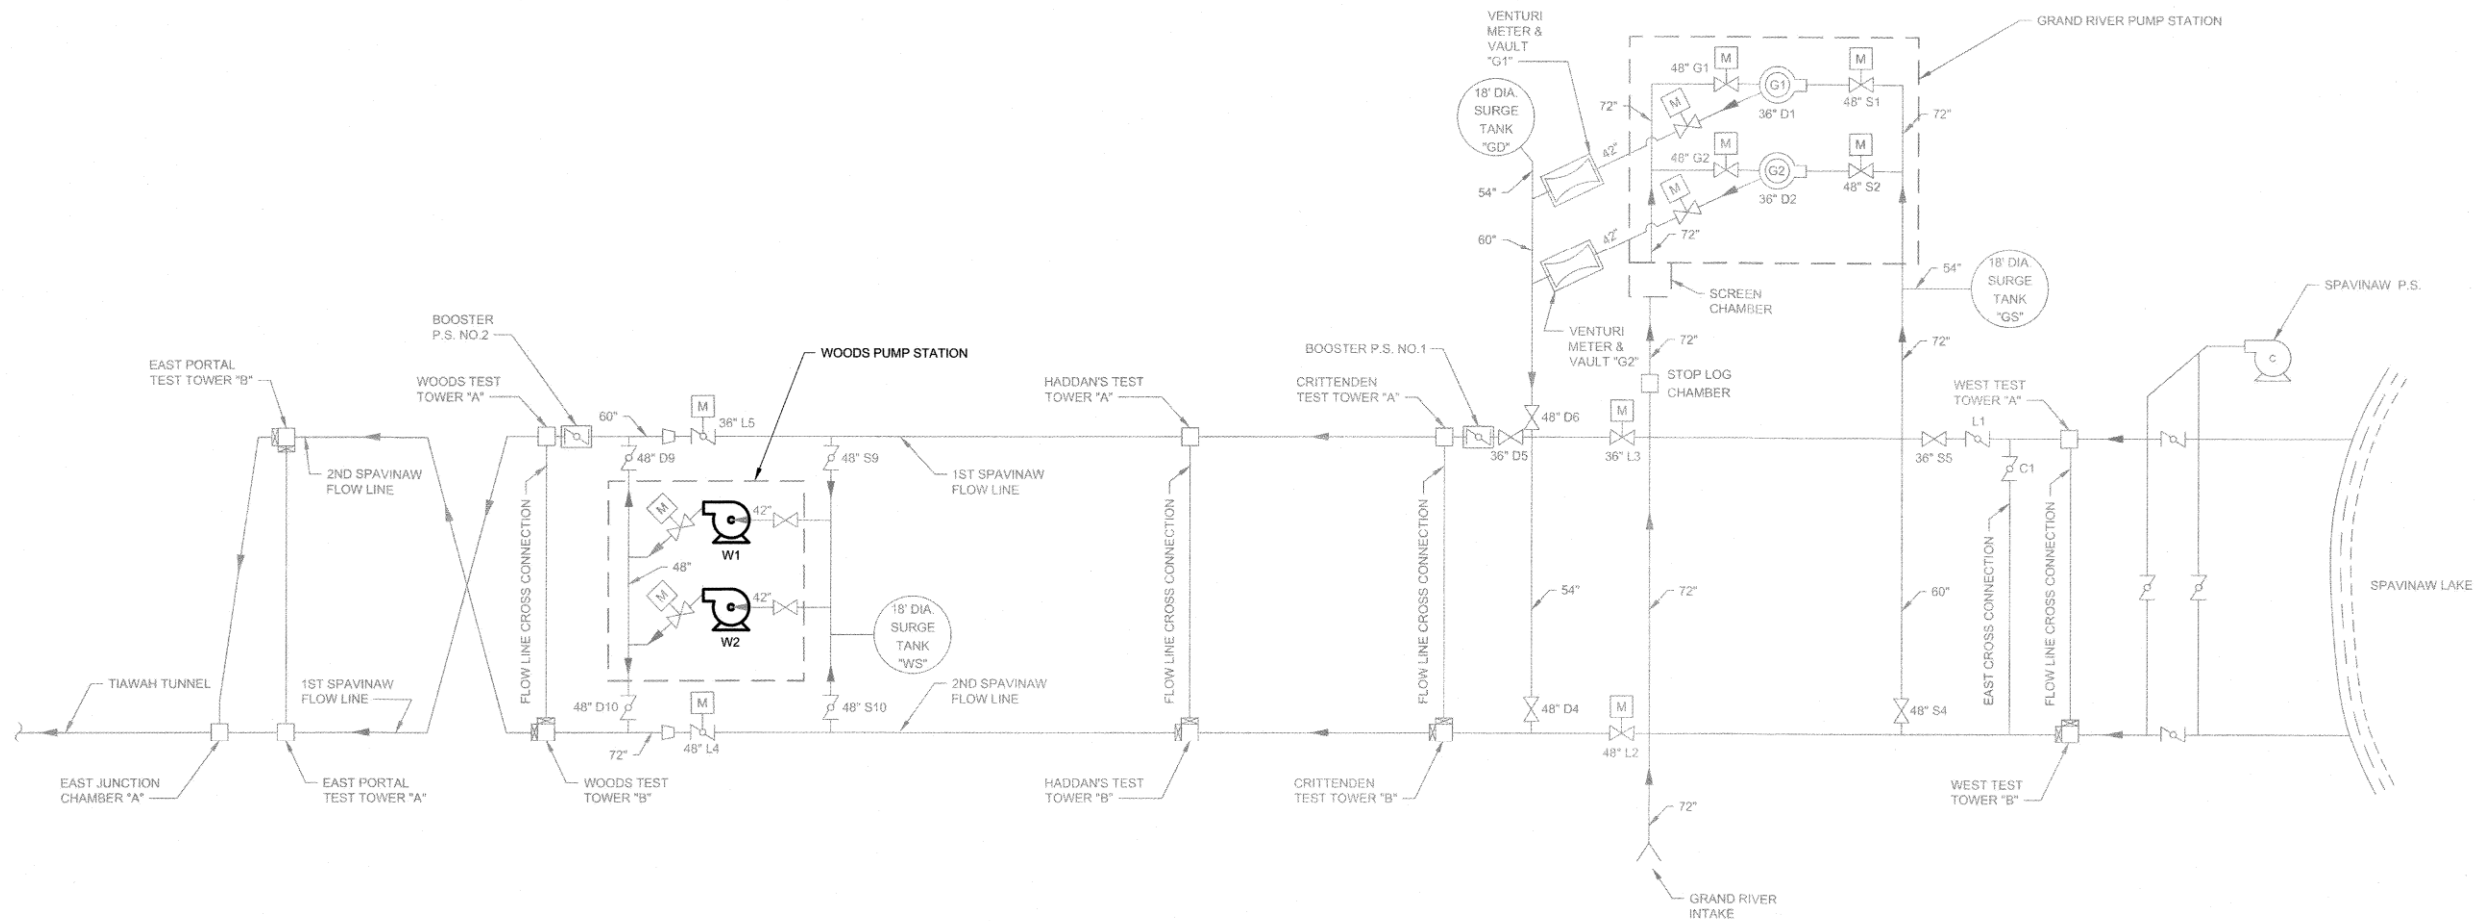 VENTURI
METER &
VAULT
"G1"
GRAND RIVER PUMP STATION
18' DIA.
SURGE
TANK
"GD"
M
48" G1
G1
M
48" S1
72"
M
36" D1
72"
42"
M
48" G2
G2
M
48" S2
54"
M
36" D2
60"
42"
72"
SCREEN
CHAMBER
54"
18' DIA.
SURGE
TANK
"GS"
SPAVINAW P.S.
C
VENTURI
METER &
VAULT "G2"
72"
72"
STOP LOG
CHAMBER
BOOSTER
P.S. NO.2
WOODS PUMP STATION
BOOSTER P.S. NO.1
EAST PORTAL
TEST TOWER "B"
WOODS TEST
TOWER "A"
HADDAN'S TEST
TOWER "A"
CRITTENDEN
TEST TOWER "A"
WEST TEST
TOWER "A"
60"
M
36" L5
48" D6
M
L1
2ND SPAVINAW
FLOW LINE
48" D9
48" S9
1ST SPAVINAW
FLOW LINE
36" D5
36" L3
36" S5
C1
FLOW LINE CROSS CONNECTION
M
42"
W1
48"
M
42"
W2
18' DIA.
SURGE
TANK
"WS"
FLOW LINE CROSS CONNECTION
FLOW LINE CROSS CONNECTION
54"
72"
60"
EAST CROSS CONNECTION
FLOW LINE CROSS CONNECTION
SPAVINAW LAKE
TIAWAH TUNNEL
1ST SPAVINAW
FLOW LINE
48" D10
M
48" S10
2ND SPAVINAW
FLOW LINE
48" D4
M
48" S4
72"
48" L4
48" L2
EAST JUNCTION
CHAMBER "A"
EAST PORTAL
TEST TOWER "A"
WOODS TEST
TOWER "B"
HADDAN'S TEST
TOWER "B"
CRITTENDEN
TEST TOWER "B"
72"
WEST TEST
TOWER "B"
GRAND RIVER
INTAKE